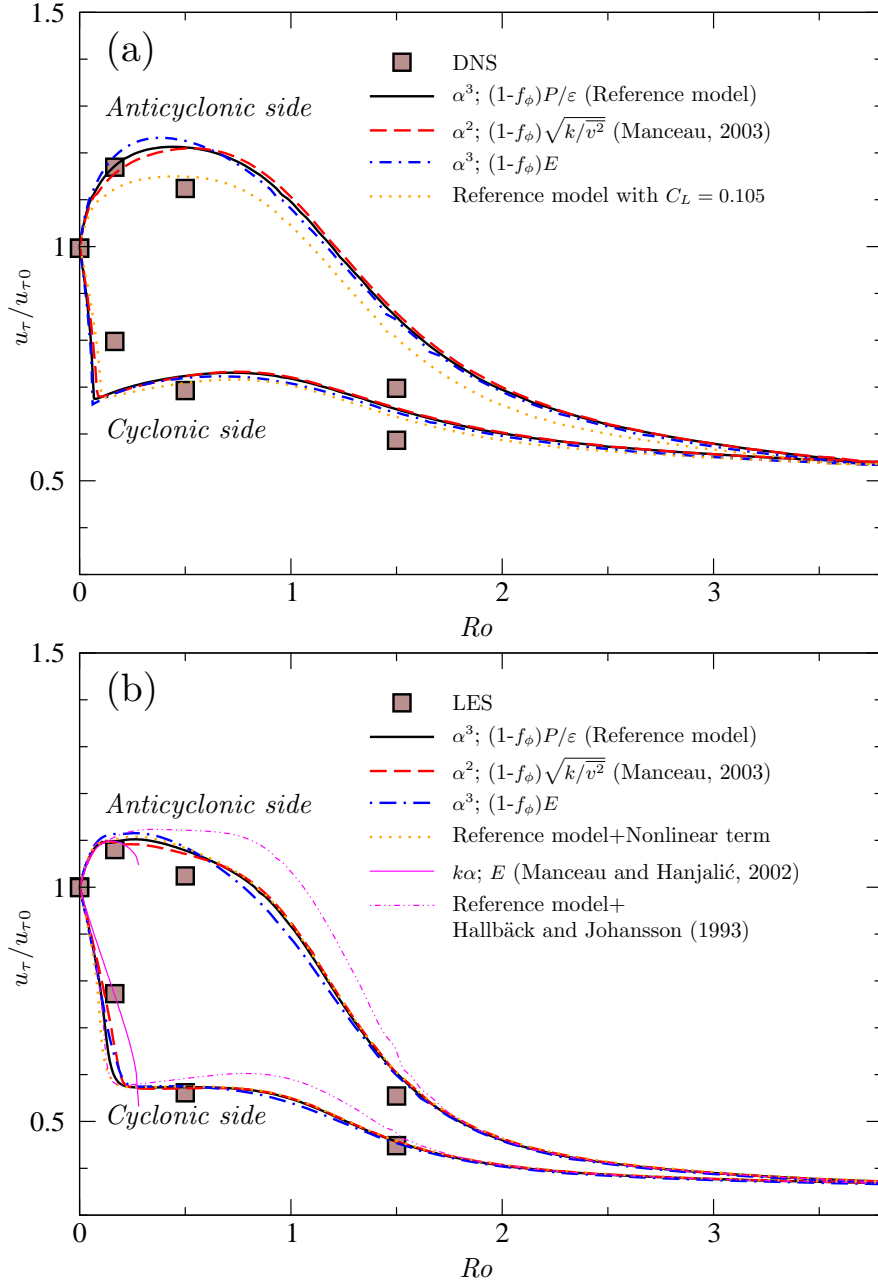 1.5
(a)
DNS
α³; (1-f_ϕ)P/ε (Reference model)
Anticyclonic side
α²; (1-f_ϕ)√(k/v̅²) (Manceau, 2003)
α³; (1-f_ϕ)E
Reference model with C_L = 0.105
1
u_τ/u_τ0
Cyclonic side
0.5
0 1 2 3
Ro
1.5
(b)
LES
α³; (1-f_ϕ)P/ε (Reference model)
α²; (1-f_ϕ)√(k/v̅²) (Manceau, 2003)
Anticyclonic side
α³; (1-f_ϕ)E
Reference model+Nonlinear term
kα; E (Manceau and Hanjalić, 2002)
1
Reference model+
Hallbäck and Johansson (1993)
u_τ/u_τ0
0.5
Cyclonic side
0 1 2 3
Ro